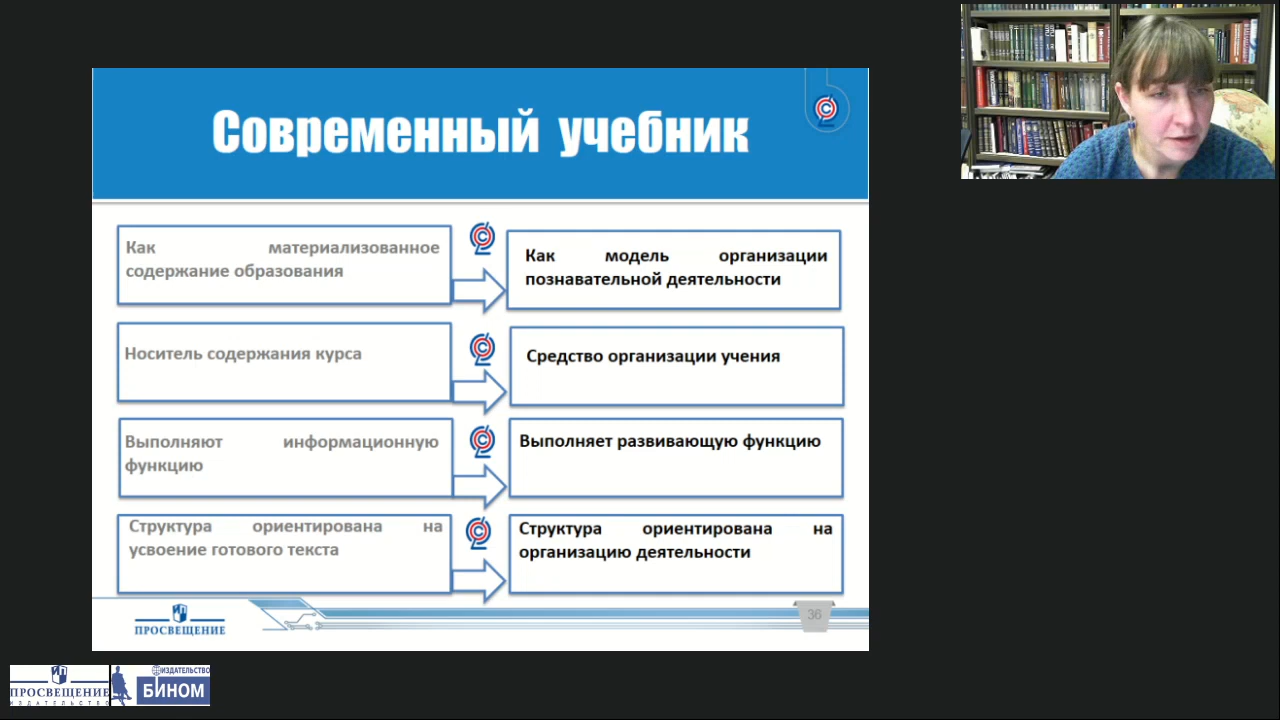 Современный учебник
Как материализованное
содержание образования
Как модель организации
познавательной деятельности
Носитель содержания курса
Средство организации учения
Выполняют информационную
функцию
Выполняет развивающую функцию
Структура ориентирована на
усвоение готового текста
Структура ориентирована на
организацию деятельности
ПРОСВЕЩЕНИЕ
36
ПРОСВЕЩЕНИЕ
ИЗДАТЕЛЬСТВО
ИЗДАТЕЛЬСТВО
БИНОМ